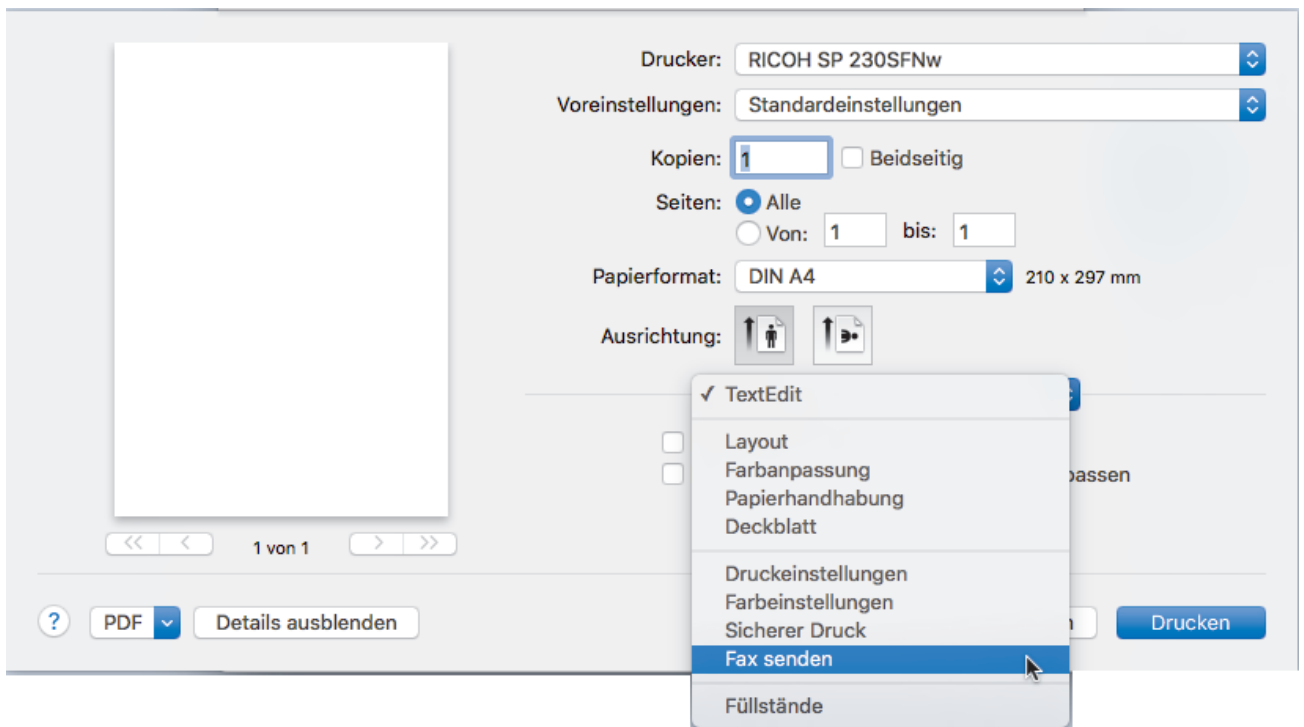 Drucker: RICOH SP 230SFNw
Voreinstellungen: Standardeinstellungen
Kopien: 1 Beidseitig
Seiten: Alle
Von: 1 bis: 1
Papierformat: DIN A4 210 x 297 mm
Ausrichtung:
✓ TextEdit
Layout
Farbanpassung
Papierhandhabung
Deckblatt
1 von 1
Druckeinstellungen
Farbeinstellungen
Sicherer Druck
Fax senden
Füllstände
? PDF Details ausblenden Drucken